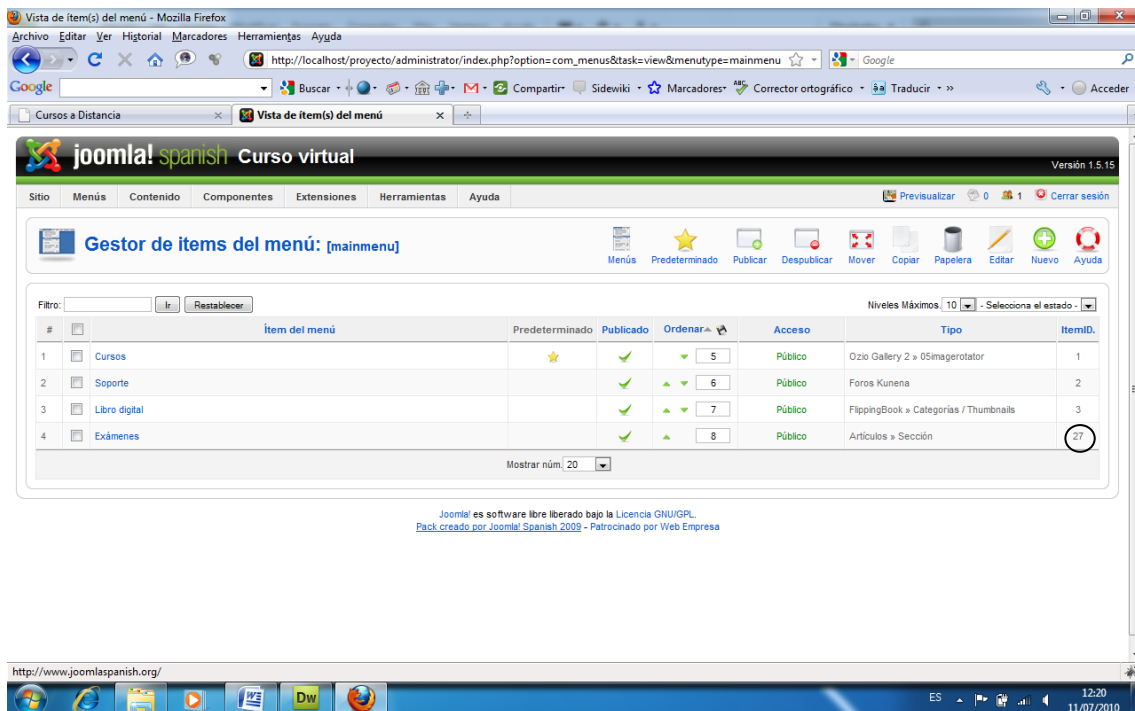 Vista de ítem(s) del menú - Mozilla Firefox
Archivo Editar Ver Historial Marcadores Herramientas Ayuda
http://localhost/proyecto/administrator/index.php?option=com_menus&task=view&menutype=mainmenu Google
Google Buscar Compartir Sidewiki Marcadores Corrector ortográfico Traducir » Acceder
Cursos a Distancia Vista de ítem(s) del menú
joomla! spanish Curso virtual
Versión 1.5.15
Sitio Menús Contenido Componentes Extensiones Herramientas Ayuda Previsualizar 0 1 Cerrar sesión
Gestor de items del menú: [mainmenu]
Menús Predeterminado Publicar Despublicar Mover Copiar Papelera Editar Nuevo Ayuda
Filtro: Ir Restablecer Niveles Máximos. 10 - Selecciona el estado -
# Ítem del menú Predeterminado Publicado Ordenar Acceso Tipo ItemID.
1 Cursos 5 Público Ozio Gallery 2 » 05imagerotator 1
2 Soporte 6 Público Foros Kunena 2
3 Libro digital 7 Público FlippingBook » Categorías / Thumbnails 3
4 Exámenes 8 Público Artículos » Sección 27
Mostrar núm. 20
Joomla! es software libre liberado bajo la Licencia GNU/GPL.
Pack creado por Joomla! Spanish 2009 - Patrocinado por Web Empresa
http://www.joomlaspanish.org/
Dw
ES
12:20
11/07/2010